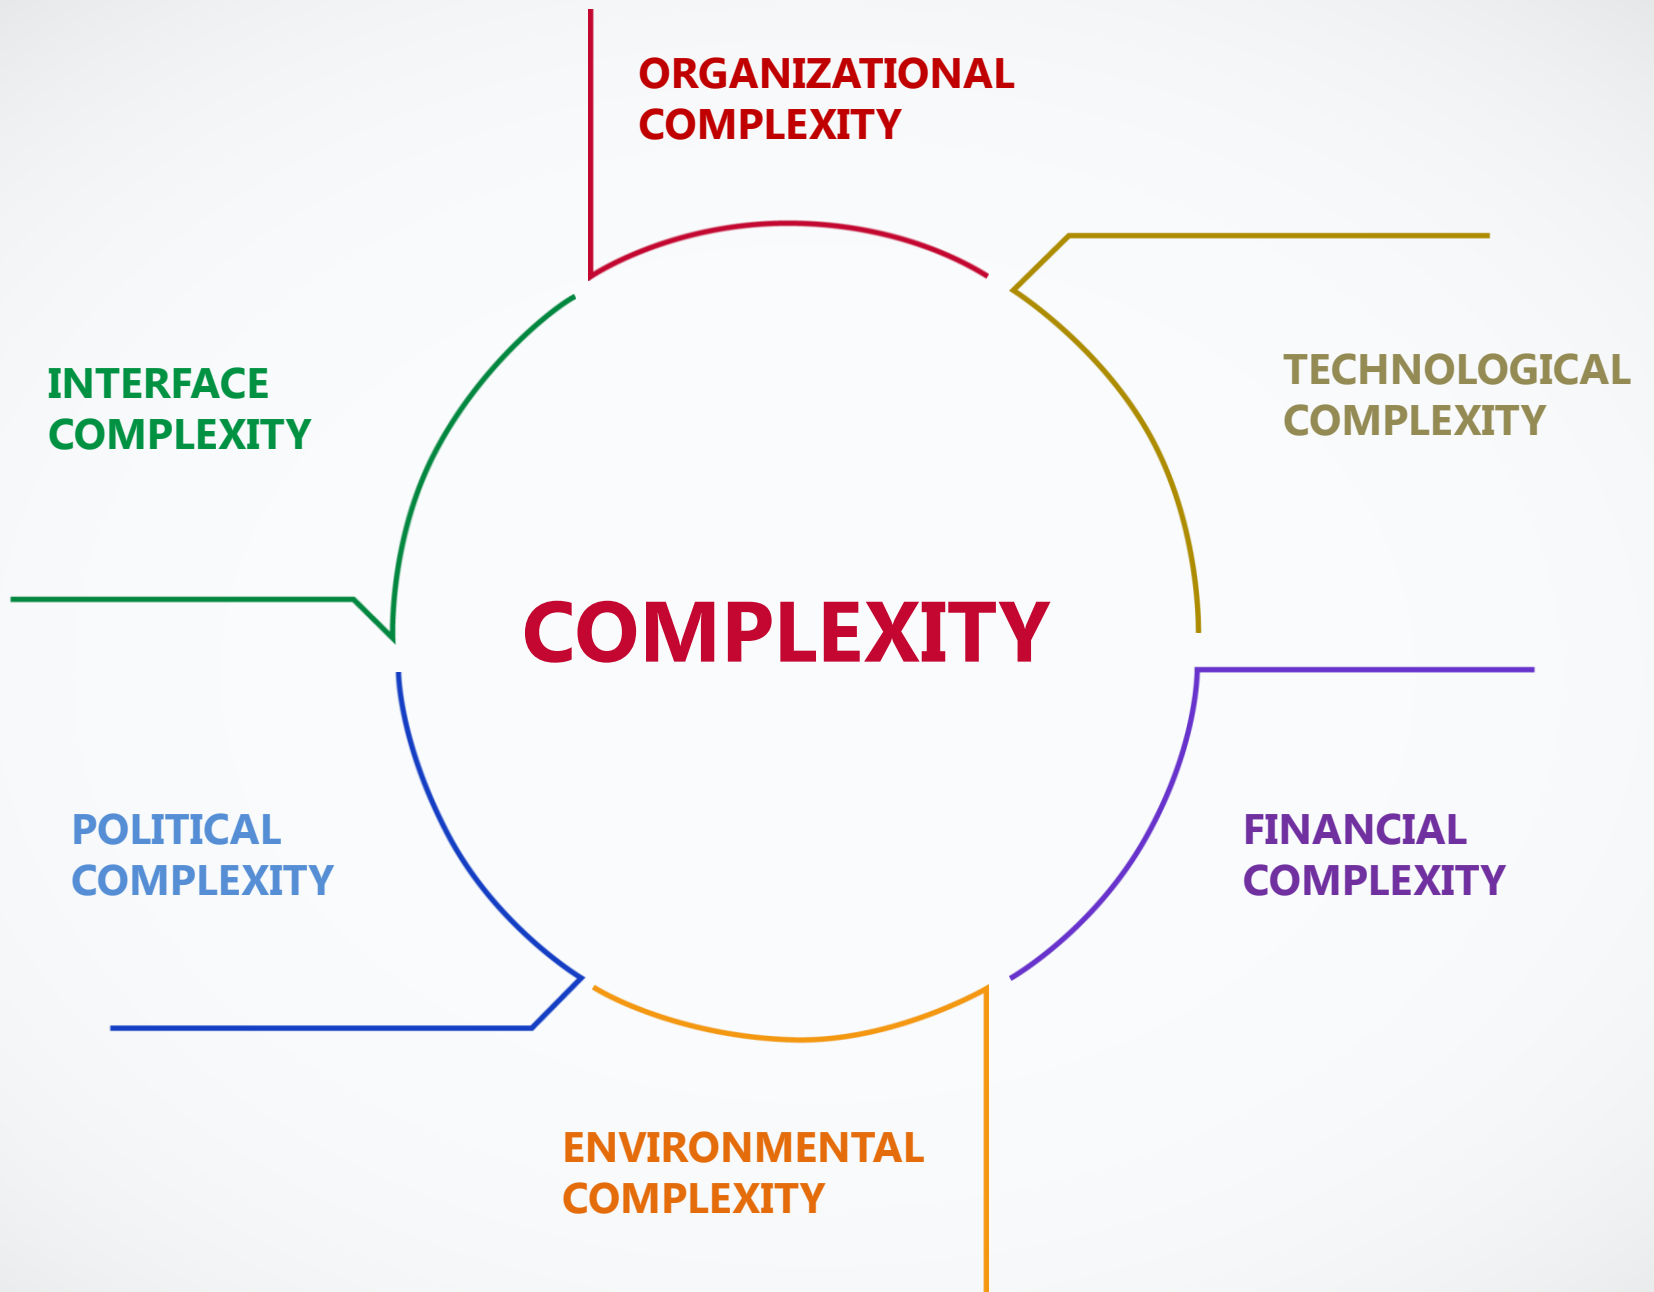 ORGANIZATIONAL
COMPLEXITY
TECHNOLOGICAL
COMPLEXITY
INTERFACE
COMPLEXITY
COMPLEXITY
POLITICAL
COMPLEXITY
FINANCIAL
COMPLEXITY
ENVIRONMENTAL
COMPLEXITY